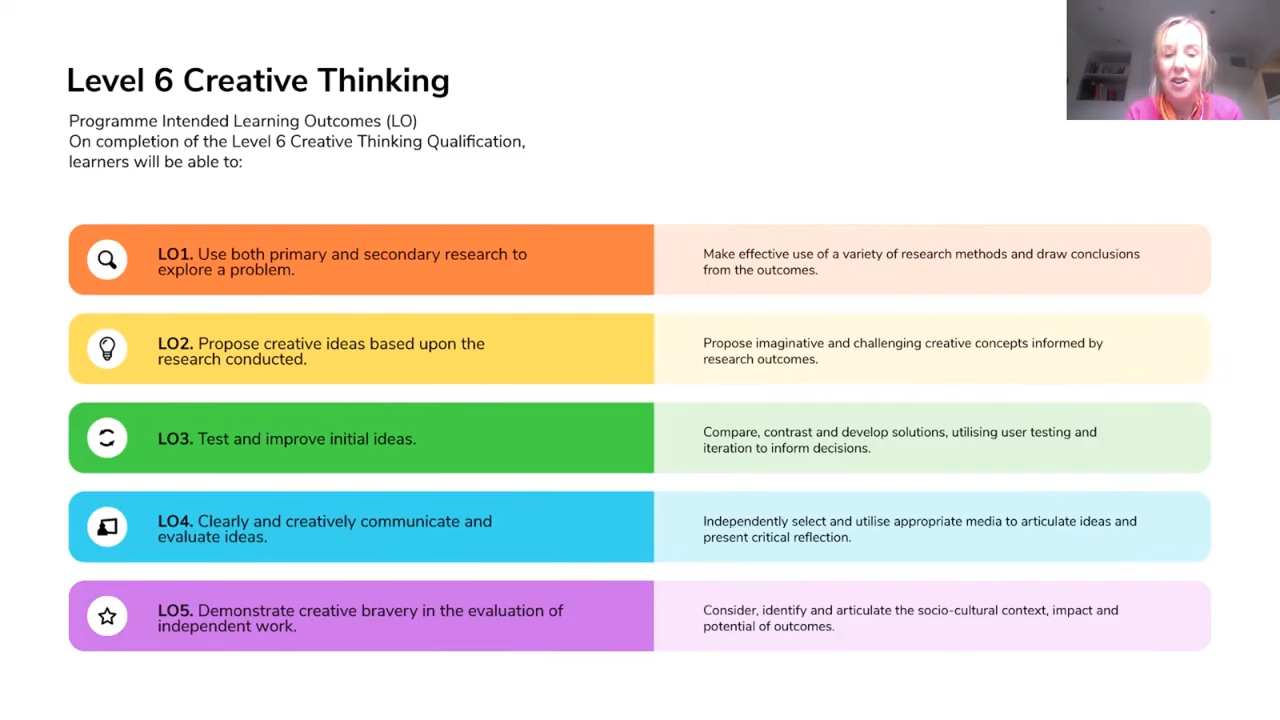 Level 6 Creative Thinking
Programme Intended Learning Outcomes (LO)
On completion of the Level 6 Creative Thinking Qualification,
learners will be able to:
LO1. Use both primary and secondary research to
explore a problem.
Make effective use of a variety of research methods and draw conclusions
from the outcomes.
LO2. Propose creative ideas based upon the
research conducted.
Propose imaginative and challenging creative concepts informed by
research outcomes.
LO3. Test and improve initial ideas.
Compare, contrast and develop solutions, utilising user testing and
iteration to inform decisions.
LO4. Clearly and creatively communicate and
evaluate ideas.
Independently select and utilise appropriate media to articulate ideas and
present critical reflection.
LO5. Demonstrate creative bravery in the evaluation of
independent work.
Consider, identify and articulate the socio-cultural context, impact and
potential of outcomes.